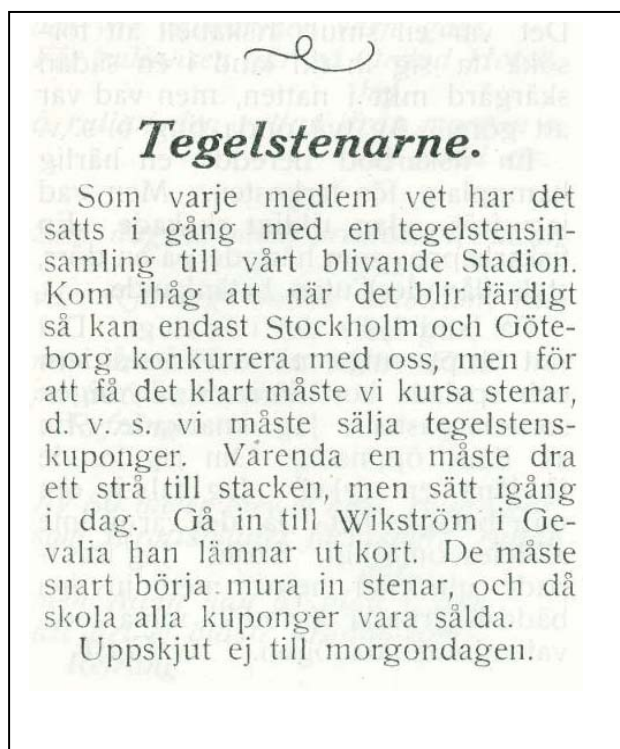 Tegelstenarne.
Som varje medlem vet har det
satts i gång med en tegelstensin-
samling till vårt blivande Stadion.
Kom ihåg att när det blir färdigt
så kan endast Stockholm och Göte-
borg konkurrera med oss, men för
att få det klart måste vi kursa stenar,
d. v. s. vi måste sälja tegelstens-
kuponger. Varenda en måste dra
ett strå till stacken, men sätt igång
i dag. Gå in till Wikström i Ge-
valia han lämnar ut kort. De måste
snart börja mura in stenar, och då
skola alla kuponger vara sålda.
Uppskjut ej till morgondagen.